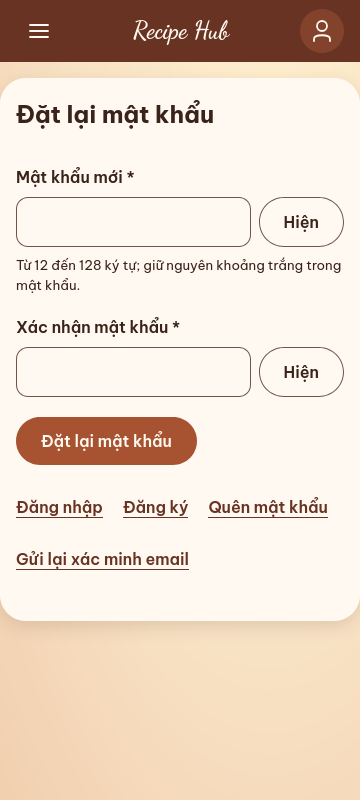 Recipe Hub
Đặt lại mật khẩu
Mật khẩu mới *
Hiện
Từ 12 đến 128 ký tự; giữ nguyên khoảng trắng trong
mật khẩu.
Xác nhận mật khẩu *
Hiện
Đặt lại mật khẩu
Đăng nhập Đăng ký Quên mật khẩu
Gửi lại xác minh email